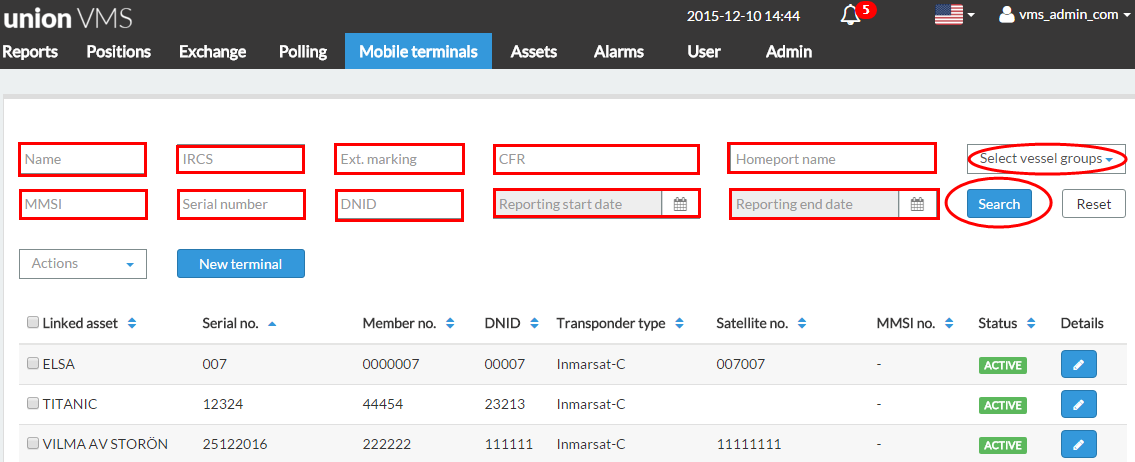 union VMS 2015-12-10 14:44 5 vms_admin_com
Reports Positions Exchange Polling Mobile terminals Assets Alarms User Admin
Name IRCS Ext. marking CFR Homeport name Select vessel groups
MMSI Serial number DNID Reporting start date Reporting end date Search Reset
Actions New terminal
Linked asset Serial no. Member no. DNID Transponder type Satellite no. MMSI no. Status Details
ELSA 007 0000007 00007 Inmarsat-C 007007 - ACTIVE
TITANIC 12324 44454 23213 Inmarsat-C - ACTIVE
VILMA AV STORÖN 25122016 222222 111111 Inmarsat-C 11111111 - ACTIVE